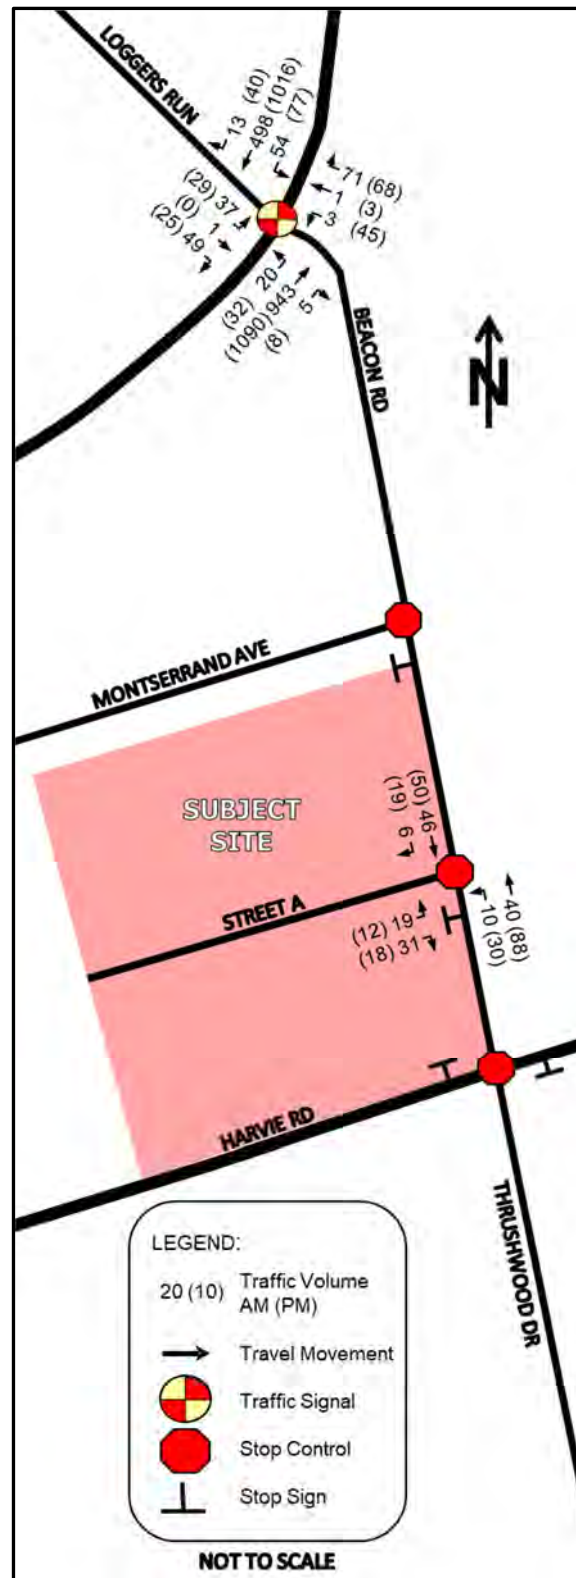 LOGGERS RUN
13 (40)
498 (1016)
54 (77)
71 (68)
1 (3)
3 (45)
(29) 37
(0) 1
(25) 49
(32) 20
(1090) 943
(8) 5
BEACON RD
N
MONTSERRAND AVE
SUBJECT
SITE
(50) 46
(19) 6
STREET A
40 (88)
10 (30)
(12) 19
(18) 31
HARVIE RD
THRUSHWOOD DR
LEGEND:
20 (10) Traffic Volume
AM (PM)
Travel Movement
Traffic Signal
Stop Control
Stop Sign
NOT TO SCALE